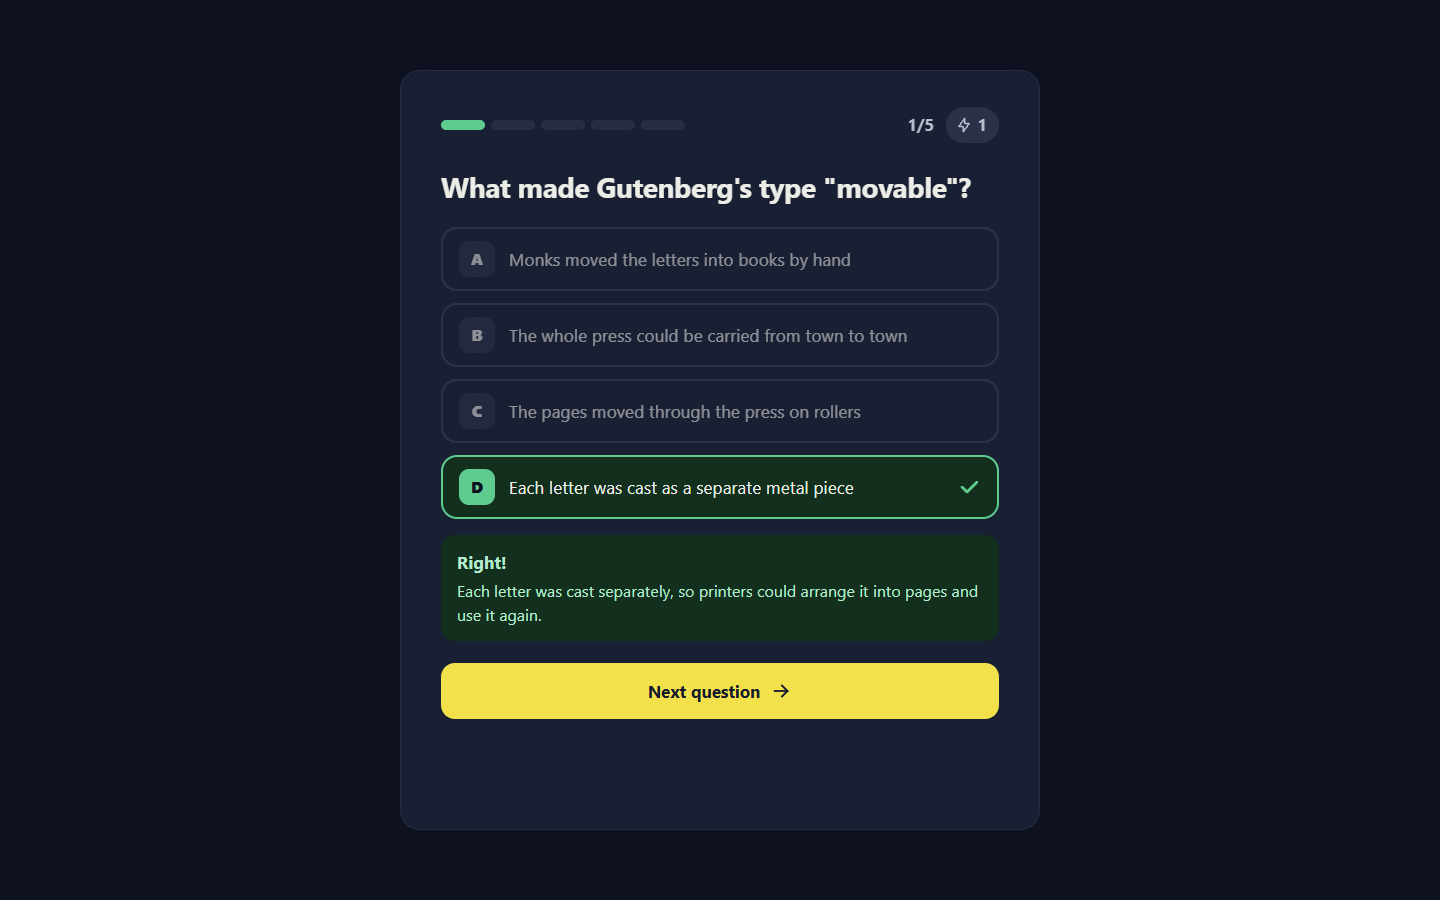 1/5 1
What made Gutenberg's type "movable"?
A Monks moved the letters into books by hand
B The whole press could be carried from town to town
C The pages moved through the press on rollers
D Each letter was cast as a separate metal piece
Right!
Each letter was cast separately, so printers could arrange it into pages and
use it again.
Next question